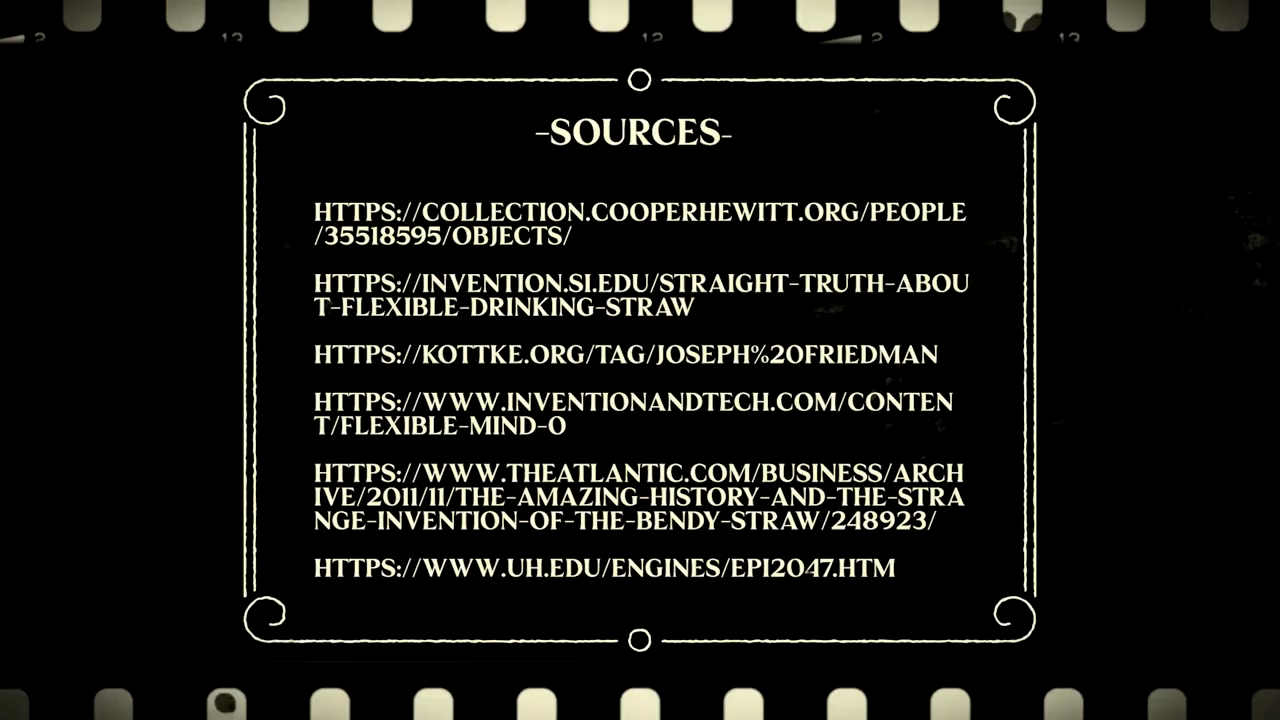 -SOURCES-
HTTPS://COLLECTION.COOPERHEWITT.ORG/PEOPLE
/35518595/OBJECTS/
HTTPS://INVENTION.SI.EDU/STRAIGHT-TRUTH-ABOU
T-FLEXIBLE-DRINKING-STRAW
HTTPS://KOTTKE.ORG/TAG/JOSEPH%20FRIEDMAN
HTTPS://WWW.INVENTIONANDTECH.COM/CONTEN
T/FLEXIBLE-MIND-0
HTTPS://WWW.THEATLANTIC.COM/BUSINESS/ARCH
IVE/2011/11/THE-AMAZING-HISTORY-AND-THE-STRA
NGE-INVENTION-OF-THE-BENDY-STRAW/248923/
HTTPS://WWW.UH.EDU/ENGINES/EPI2047.HTM